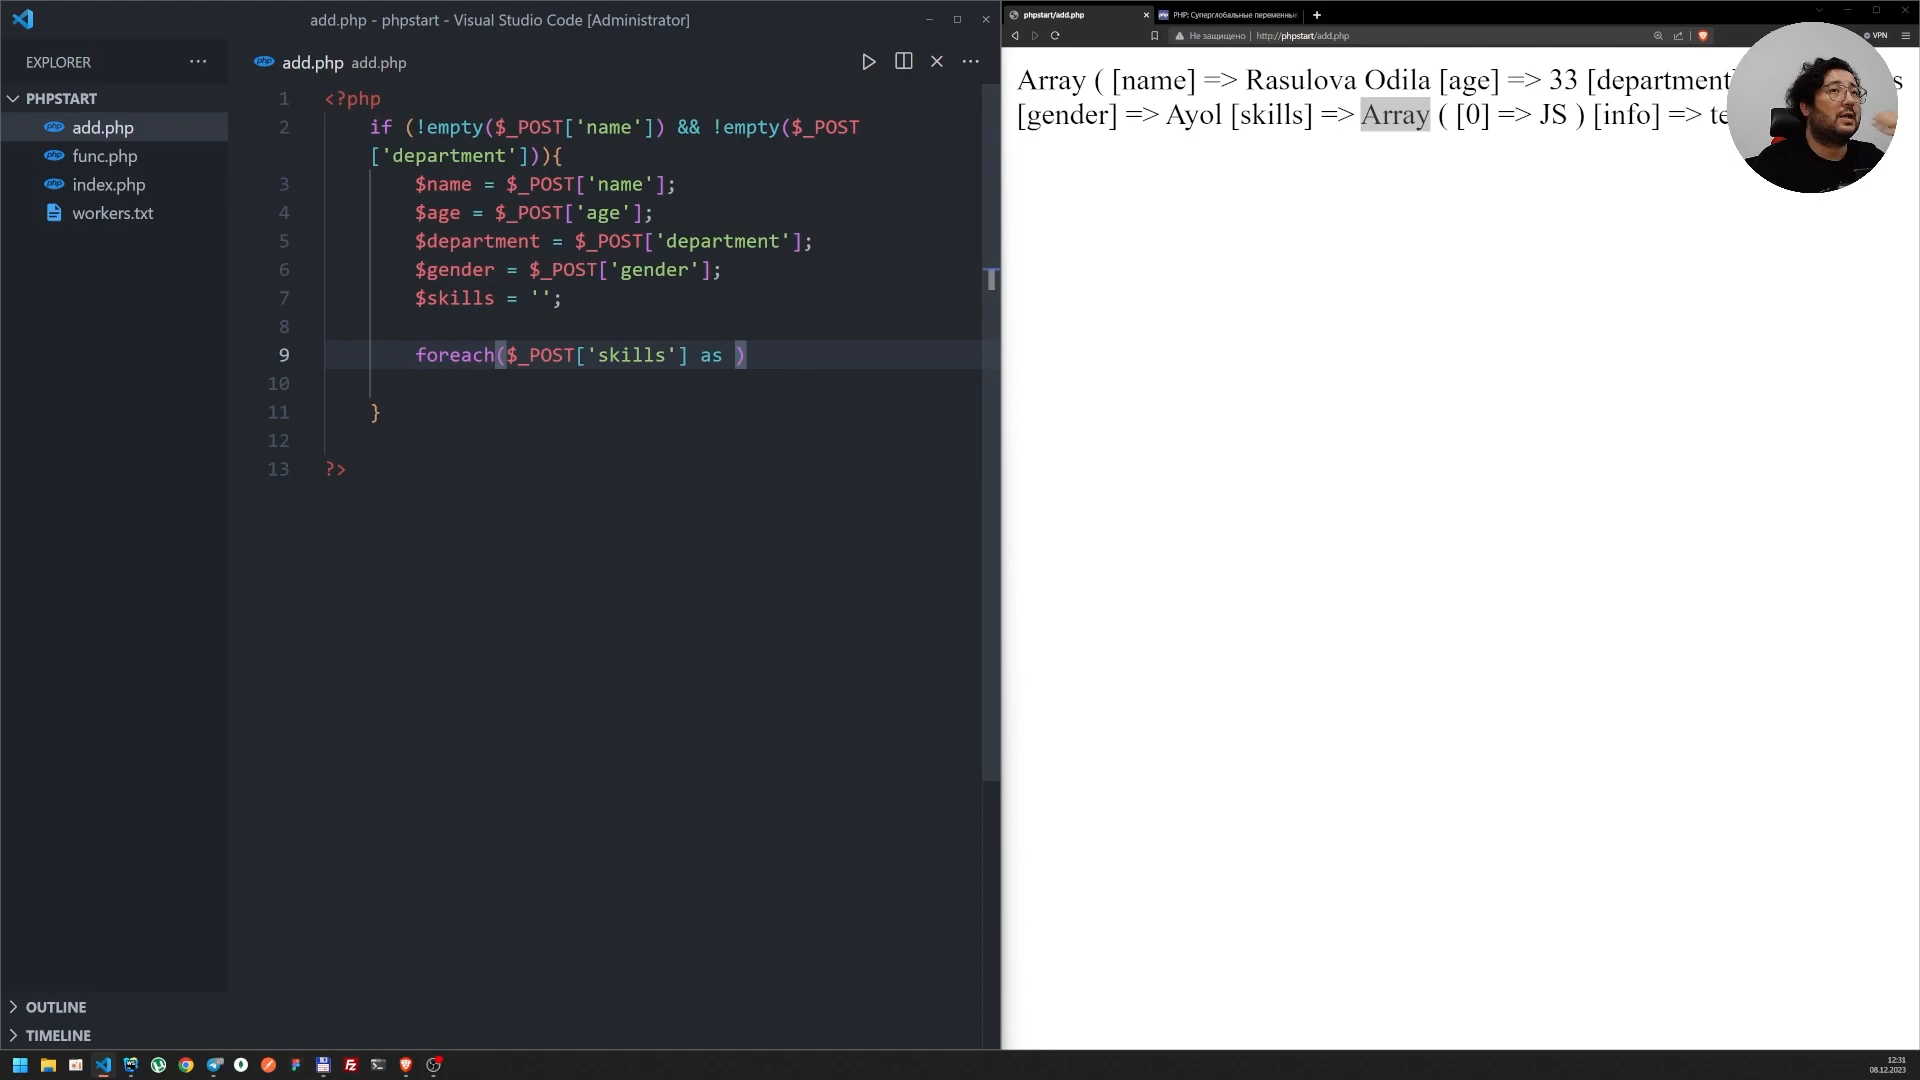 add.php - phpstart - Visual Studio Code [Administrator]
EXPLORER
PHPSTART
add.php
func.php
index.php
workers.txt
OUTLINE
TIMELINE
add.php add.php
1 <?php
2 if (!empty($_POST['name']) && !empty($_POST
['department'])){
3 $name = $_POST['name'];
4 $age = $_POST['age'];
5 $department = $_POST['department'];
6 $gender = $_POST['gender'];
7 $skills = '';
8
9 foreach($_POST['skills'] as )
10
11 }
12
13 ?>
phpstart/add.php
PHP: Суперглобальные переменные
Не защищено
http://phpstart/add.php
VPN
Array ( [name] => Rasulova Odila [age] => 33 [department]
[gender] => Ayol [skills] => Array ( [0] => JS ) [info] =>
12:31
08.12.2023